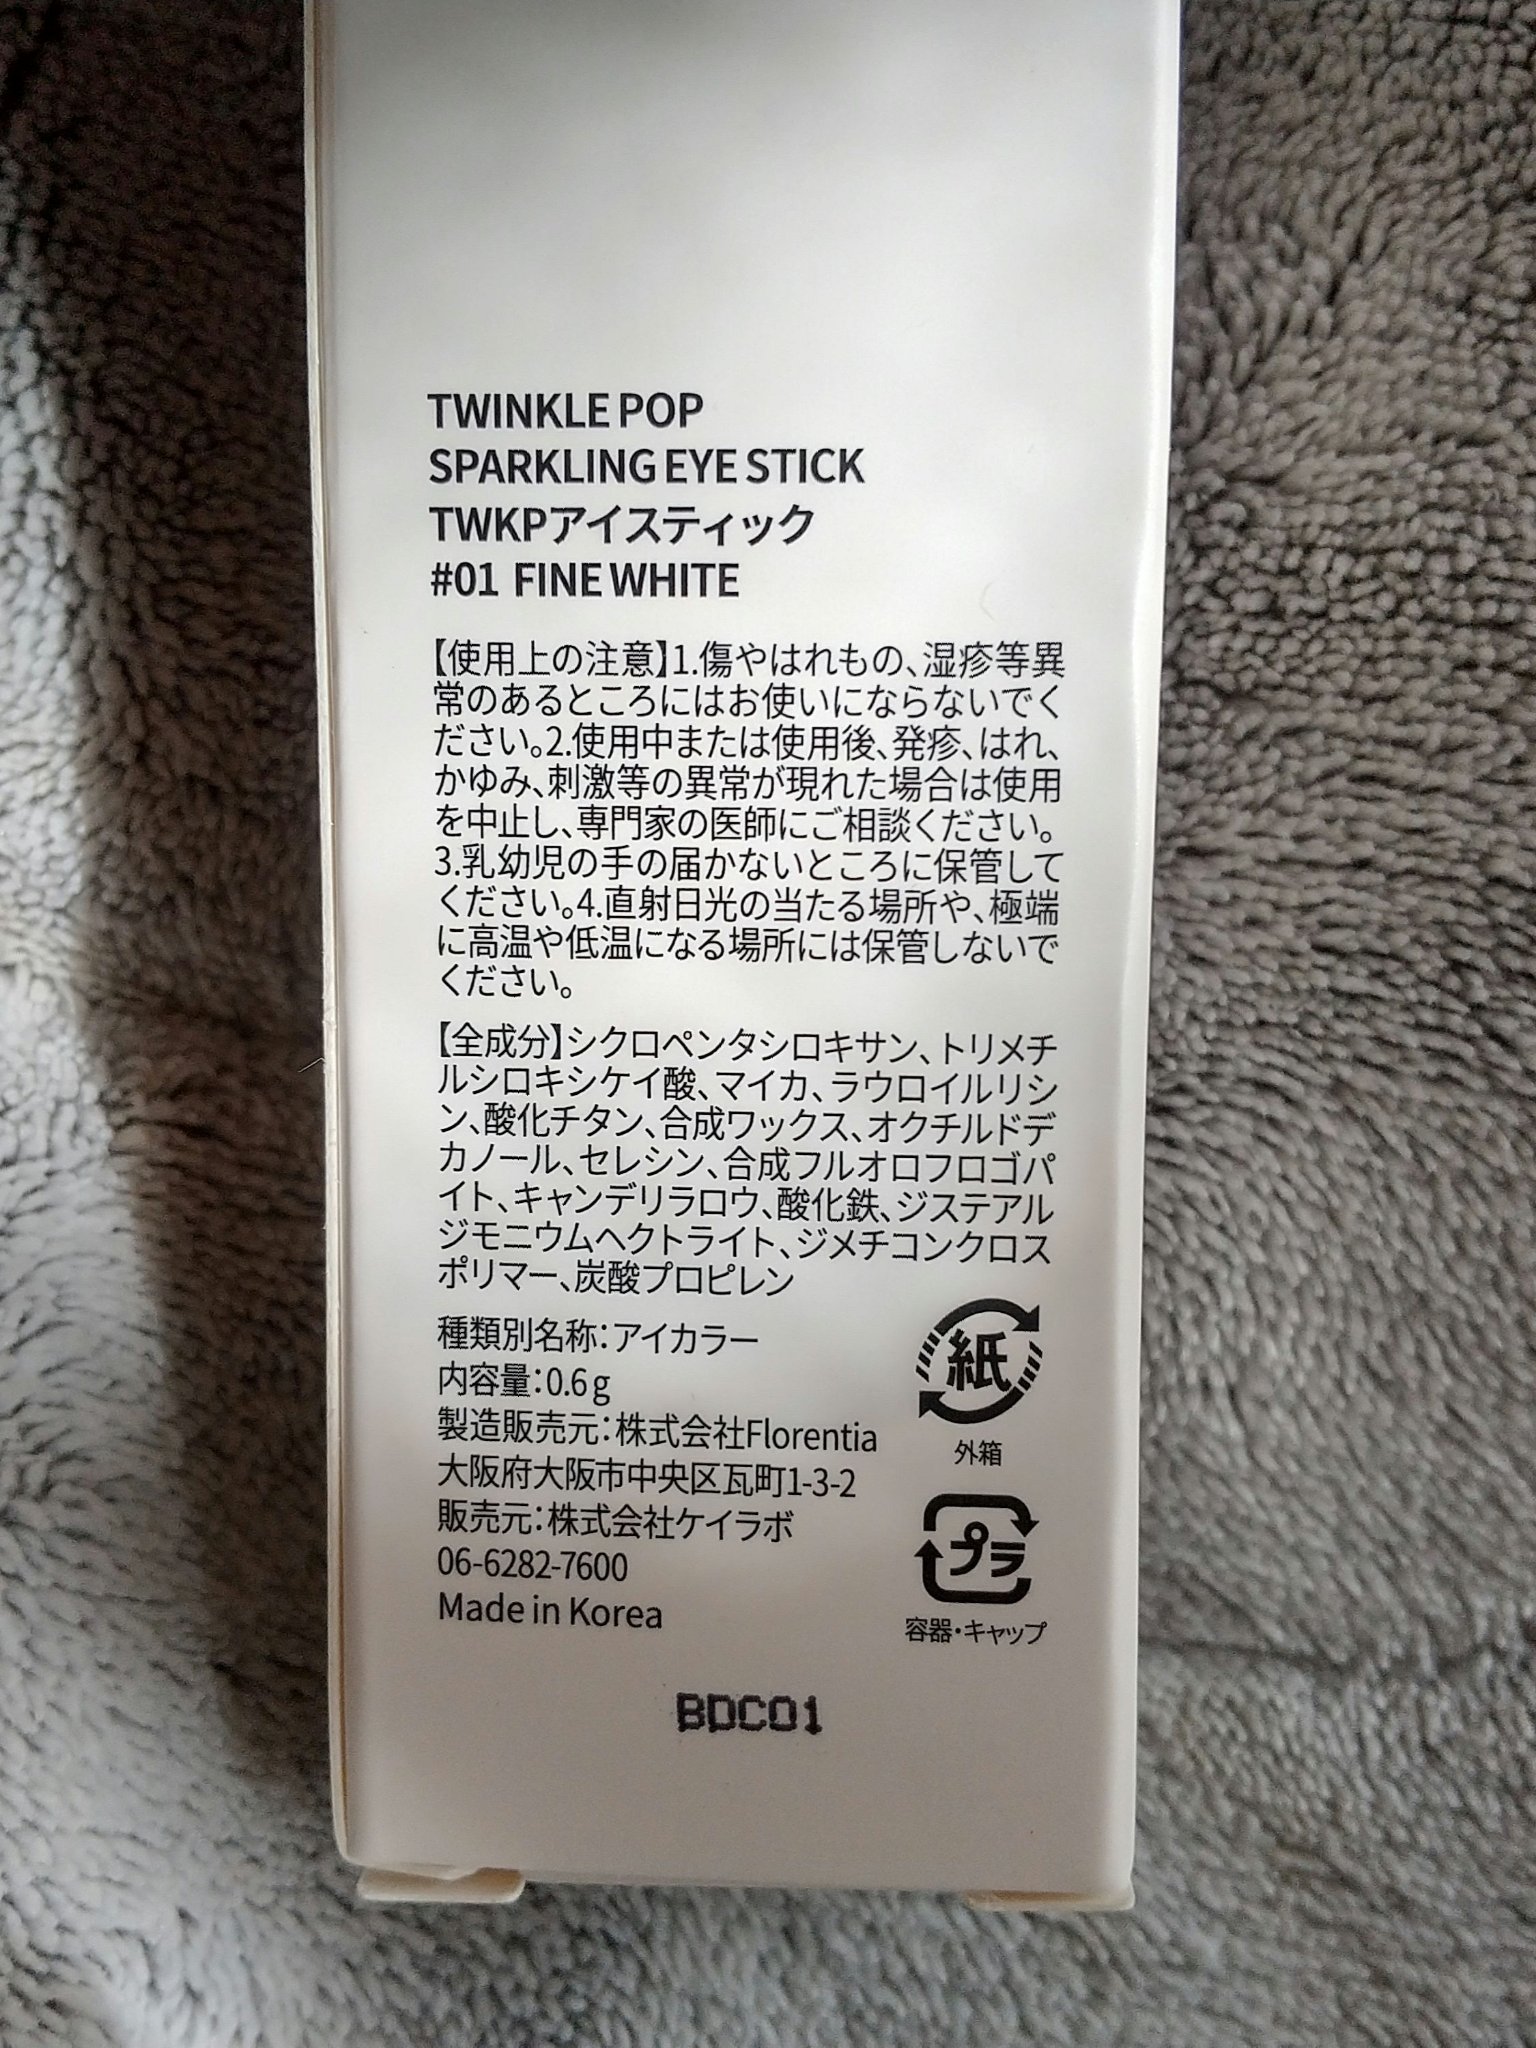 TWINKLE POP
SPARKLING EYE STICK
TWKPアイスティック
#01 FINE WHITE
【使用上の注意】1.傷やはれもの、湿疹等異
常のあるところにはお使いにならないでく
ださい。2.使用中または使用後、発疹、はれ、
かゆみ、刺激等の異常が現れた場合は使用
を中止し、専門家の医師にご相談ください。
3.乳幼児の手の届かないところに保管して
ください。4.直射日光の当たる場所や、極端
に高温や低温になる場所には保管しないで
ください。
【全成分】シクロペンタシロキサン、トリメチ
ルシロキシケイ酸、マイカ、ラウロイルリシ
ン、酸化チタン、合成ワックス、オクチルドデ
カノール、セレシン、合成フルオロフロゴパ
イト、キャンデリラロウ、酸化鉄、ジステアル
ジモニウムヘクトライト、ジメチコンクロス
ポリマー、炭酸プロピレン
種類別名称：アイカラー
内容量：0.6g
製造販売元：株式会社Florentia
大阪府大阪市中央区瓦町1-3-2
販売元：株式会社ケイラボ
06-6282-7600
Made in Korea
紙
外箱
プラ
容器・キャップ
BDC01